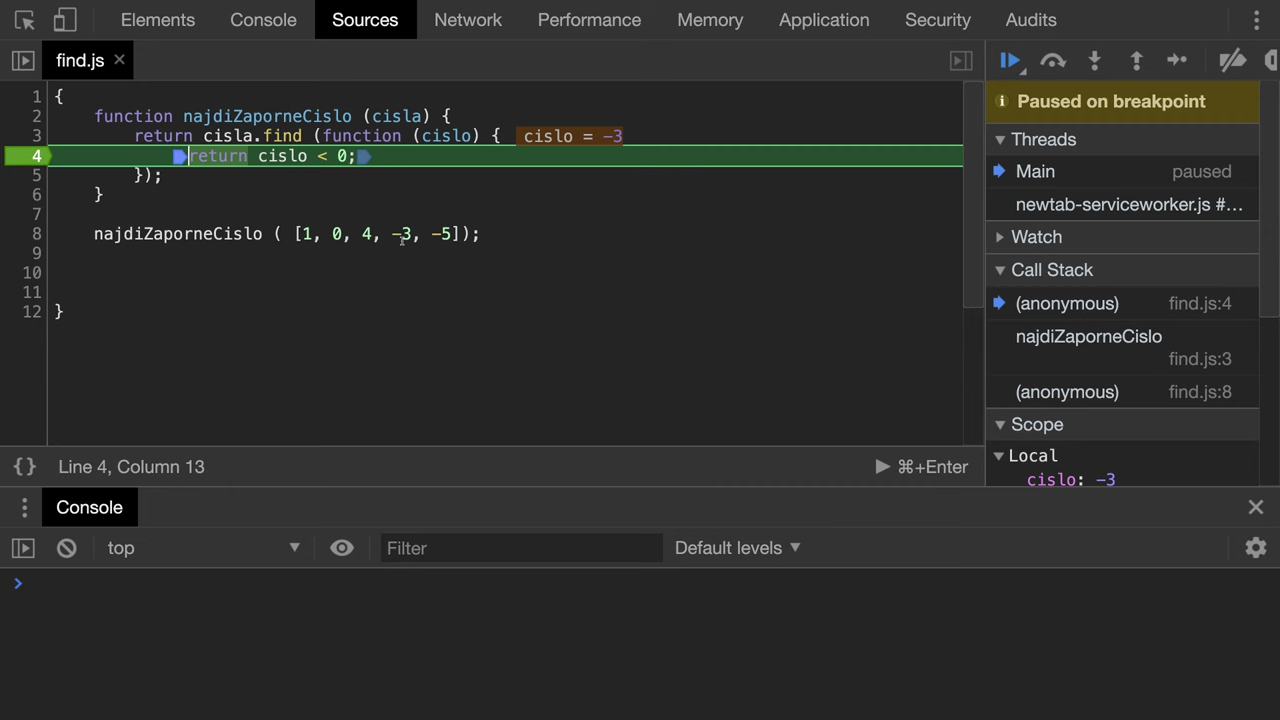 Elements Console Sources Network Performance Memory Application Security Audits
find.js ×
Paused on breakpoint
1 {
2 function najdiZaporneCislo (cisla) {
3 return cisla.find (function (cislo) { cislo = -3
4 return cislo < 0;
5 });
6 }
7
8 najdiZaporneCislo ( [1, 0, 4, -3, -5]);
9
10
11
12 }
Threads
Main paused
newtab-serviceworker.js #...
Watch
Call Stack
(anonymous) find.js:4
najdiZaporneCislo
find.js:3
(anonymous) find.js:8
Scope
Local
cislo: -3
{ } Line 4, Column 13 ⌘+Enter
Console
top Filter Default levels